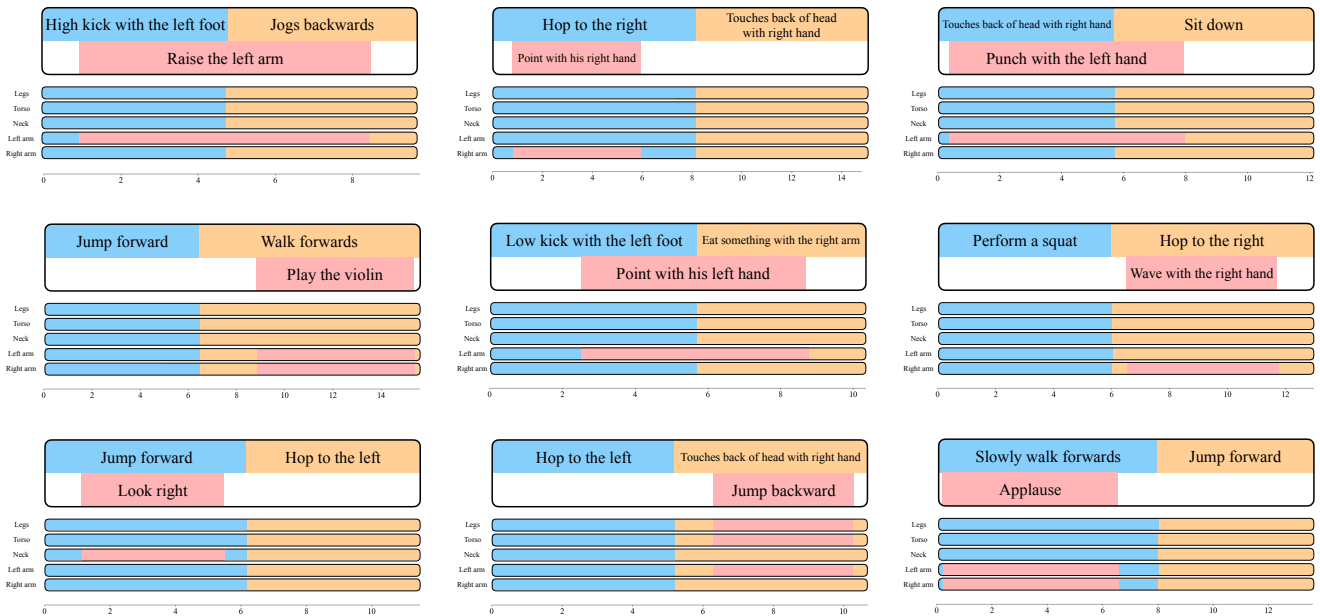 High kick with the left foot
Jogs backwards
Raise the left arm
Legs
Torso
Neck
Left arm
Right arm
0 2 4 6 8
Hop to the right
Touches back of head
with right hand
Point with his right hand
Legs
Torso
Neck
Left arm
Right arm
0 2 4 6 8 10 12 14
Touches back of head with right hand
Sit down
Punch with the left hand
Legs
Torso
Neck
Left arm
Right arm
0 2 4 6 8 10 12
Jump forward
Walk forwards
Play the violin
Legs
Torso
Neck
Left arm
Right arm
0 2 4 6 8 10 12 14
Low kick with the left foot
Eat something with the right arm
Point with his left hand
Legs
Torso
Neck
Left arm
Right arm
0 2 4 6 8 10
Perform a squat
Hop to the right
Wave with the right hand
Legs
Torso
Neck
Left arm
Right arm
0 2 4 6 8 10 12
Jump forward
Hop to the left
Look right
Legs
Torso
Neck
Left arm
Right arm
0 2 4 6 8 10
Hop to the left
Touches back of head with right hand
Jump backward
Legs
Torso
Neck
Left arm
Right arm
0 2 4 6 8 10
Slowly walk forwards
Jump forward
Applause
Legs
Torso
Neck
Left arm
Right arm
0 2 4 6 8 10 12